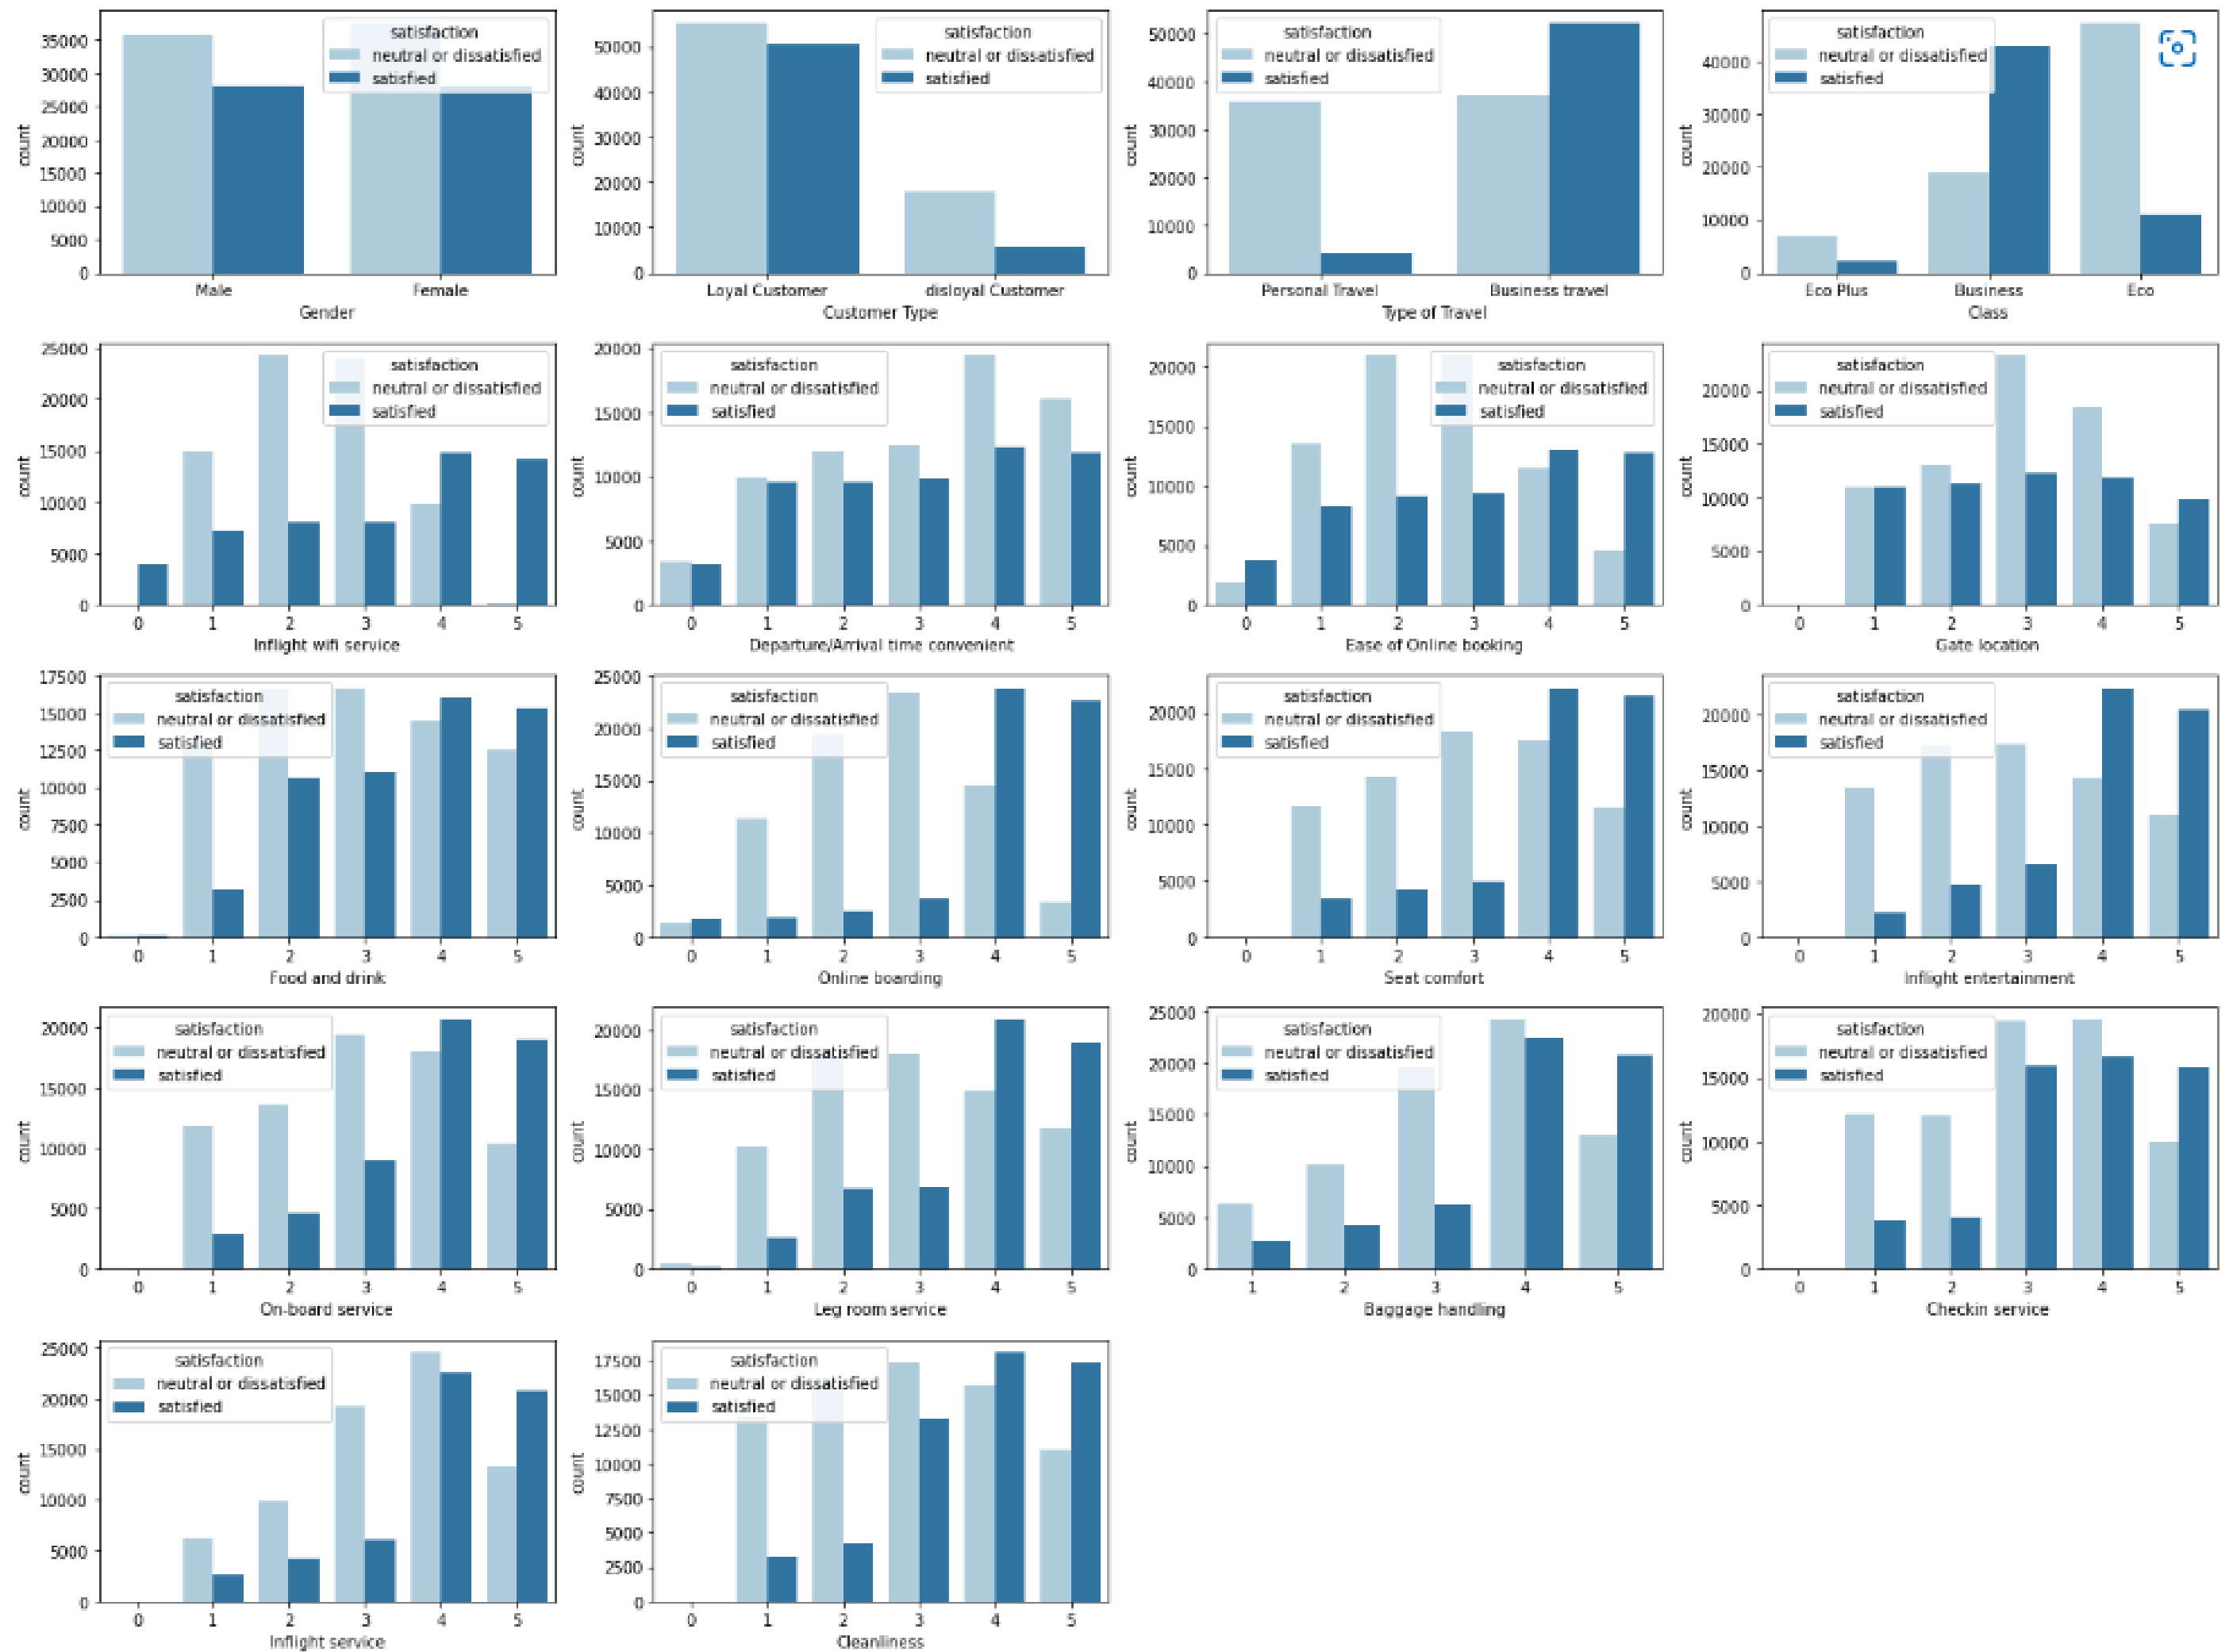 satisfaction
neutral or dissatisfied
satisfied
35000
30000
25000
20000
15000
10000
5000
0
count
Male Female
Gender
satisfaction
neutral or dissatisfied
satisfied
50000
40000
30000
20000
10000
0
count
Loyal Customer disloyal Customer
Customer Type
satisfaction
neutral or dissatisfied
satisfied
50000
40000
30000
20000
10000
0
count
Personal Travel Business travel
Type of Travel
satisfaction
neutral or dissatisfied
satisfied
40000
30000
20000
10000
0
count
Eco Plus Business Eco
Class
satisfaction
neutral or dissatisfied
satisfied
25000
20000
15000
10000
5000
0
count
0 1 2 3 4 5
Inflight wifi service
satisfaction
neutral or dissatisfied
satisfied
20000
15000
10000
5000
0
count
0 1 2 3 4 5
Departure/Arrival time convenient
satisfaction
neutral or dissatisfied
satisfied
20000
15000
10000
5000
0
count
0 1 2 3 4 5
Ease of Online booking
satisfaction
neutral or dissatisfied
satisfied
20000
15000
10000
5000
0
count
0 1 2 3 4 5
Gate location
satisfaction
neutral or dissatisfied
satisfied
17500
15000
12500
10000
7500
5000
2500
0
count
0 1 2 3 4 5
Food and drink
satisfaction
neutral or dissatisfied
satisfied
25000
20000
15000
10000
5000
0
count
0 1 2 3 4 5
Online boarding
satisfaction
neutral or dissatisfied
satisfied
20000
15000
10000
5000
0
count
0 1 2 3 4 5
Seat comfort
satisfaction
neutral or dissatisfied
satisfied
20000
15000
10000
5000
0
count
0 1 2 3 4 5
Inflight entertainment
satisfaction
neutral or dissatisfied
satisfied
20000
15000
10000
5000
0
count
0 1 2 3 4 5
On-board service
satisfaction
neutral or dissatisfied
satisfied
20000
15000
10000
5000
0
count
0 1 2 3 4 5
Leg room service
satisfaction
neutral or dissatisfied
satisfied
25000
20000
15000
10000
5000
0
count
1 2 3 4 5
Baggage handling
satisfaction
neutral or dissatisfied
satisfied
20000
15000
10000
5000
0
count
0 1 2 3 4 5
Checkin service
satisfaction
neutral or dissatisfied
satisfied
25000
20000
15000
10000
5000
0
count
0 1 2 3 4 5
Inflight service
satisfaction
neutral or dissatisfied
satisfied
17500
15000
12500
10000
7500
5000
2500
0
count
0 1 2 3 4 5
Cleanliness